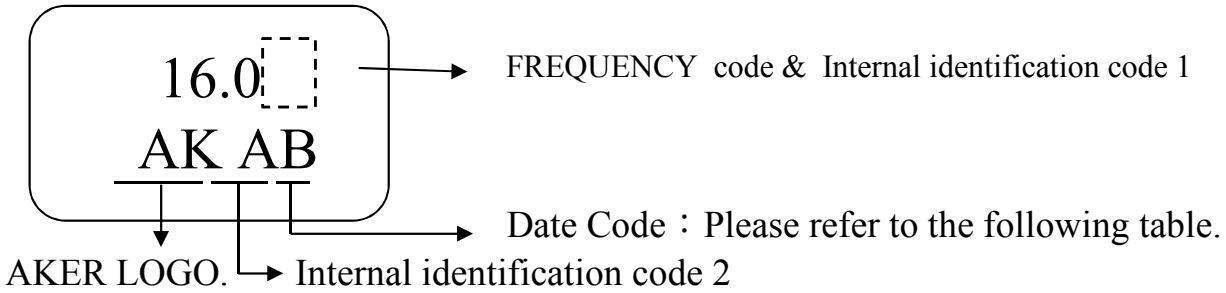 16.0
FREQUENCY code & Internal identification code 1
AK AB
Date Code：Please refer to the following table.
AKER LOGO.
Internal identification code 2